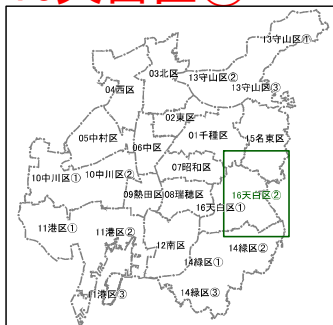 13守山区①
03北区
13守山区②
04西区
13守山区③
02東区
01千種区
05中村区
15名東区
06中区
07昭和区
10中川区①
10中川区②
09熱田区
08瑞穂区
16天白区②
16天白区①
11港区①
11港区②
12南区
14緑区②
14緑区①
11港区③
14緑区③